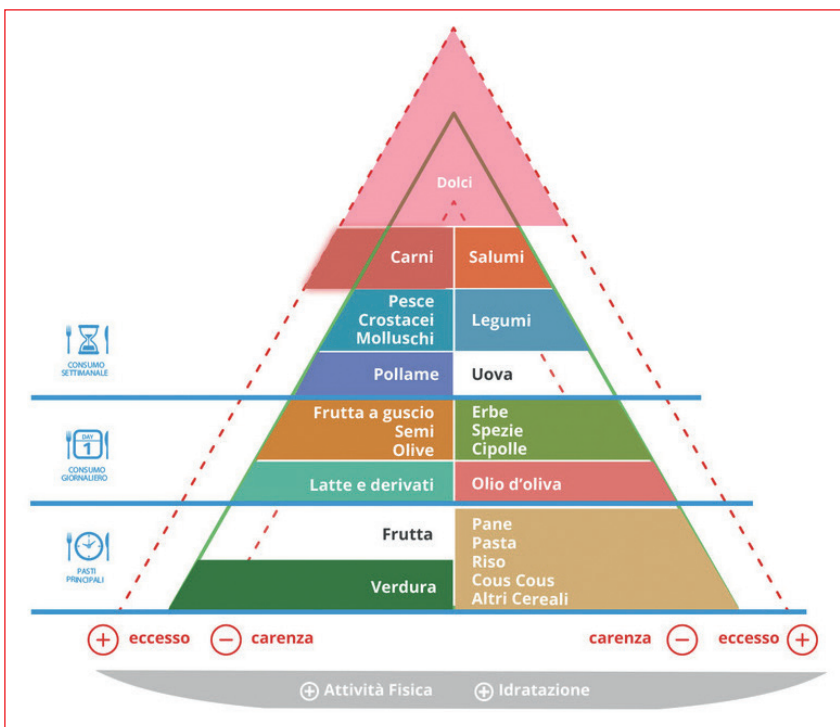 Dolci
Carni
Salumi
Pesce
Crostacei
Molluschi
Legumi
CONSUMO
SETTIMANALE
Pollame
Uova
Frutta a guscio
Semi
Olive
Erbe
Spezie
Cipolle
DAY
1
CONSUMO
GIORNALIERO
Latte e derivati
Olio d'oliva
Frutta
Pane
Pasta
Riso
Cous Cous
Altri Cereali
PASTI
PRINCIPALI
Verdura
+ eccesso
− carenza
carenza −
eccesso +
+ Attività Fisica
+ Idratazione